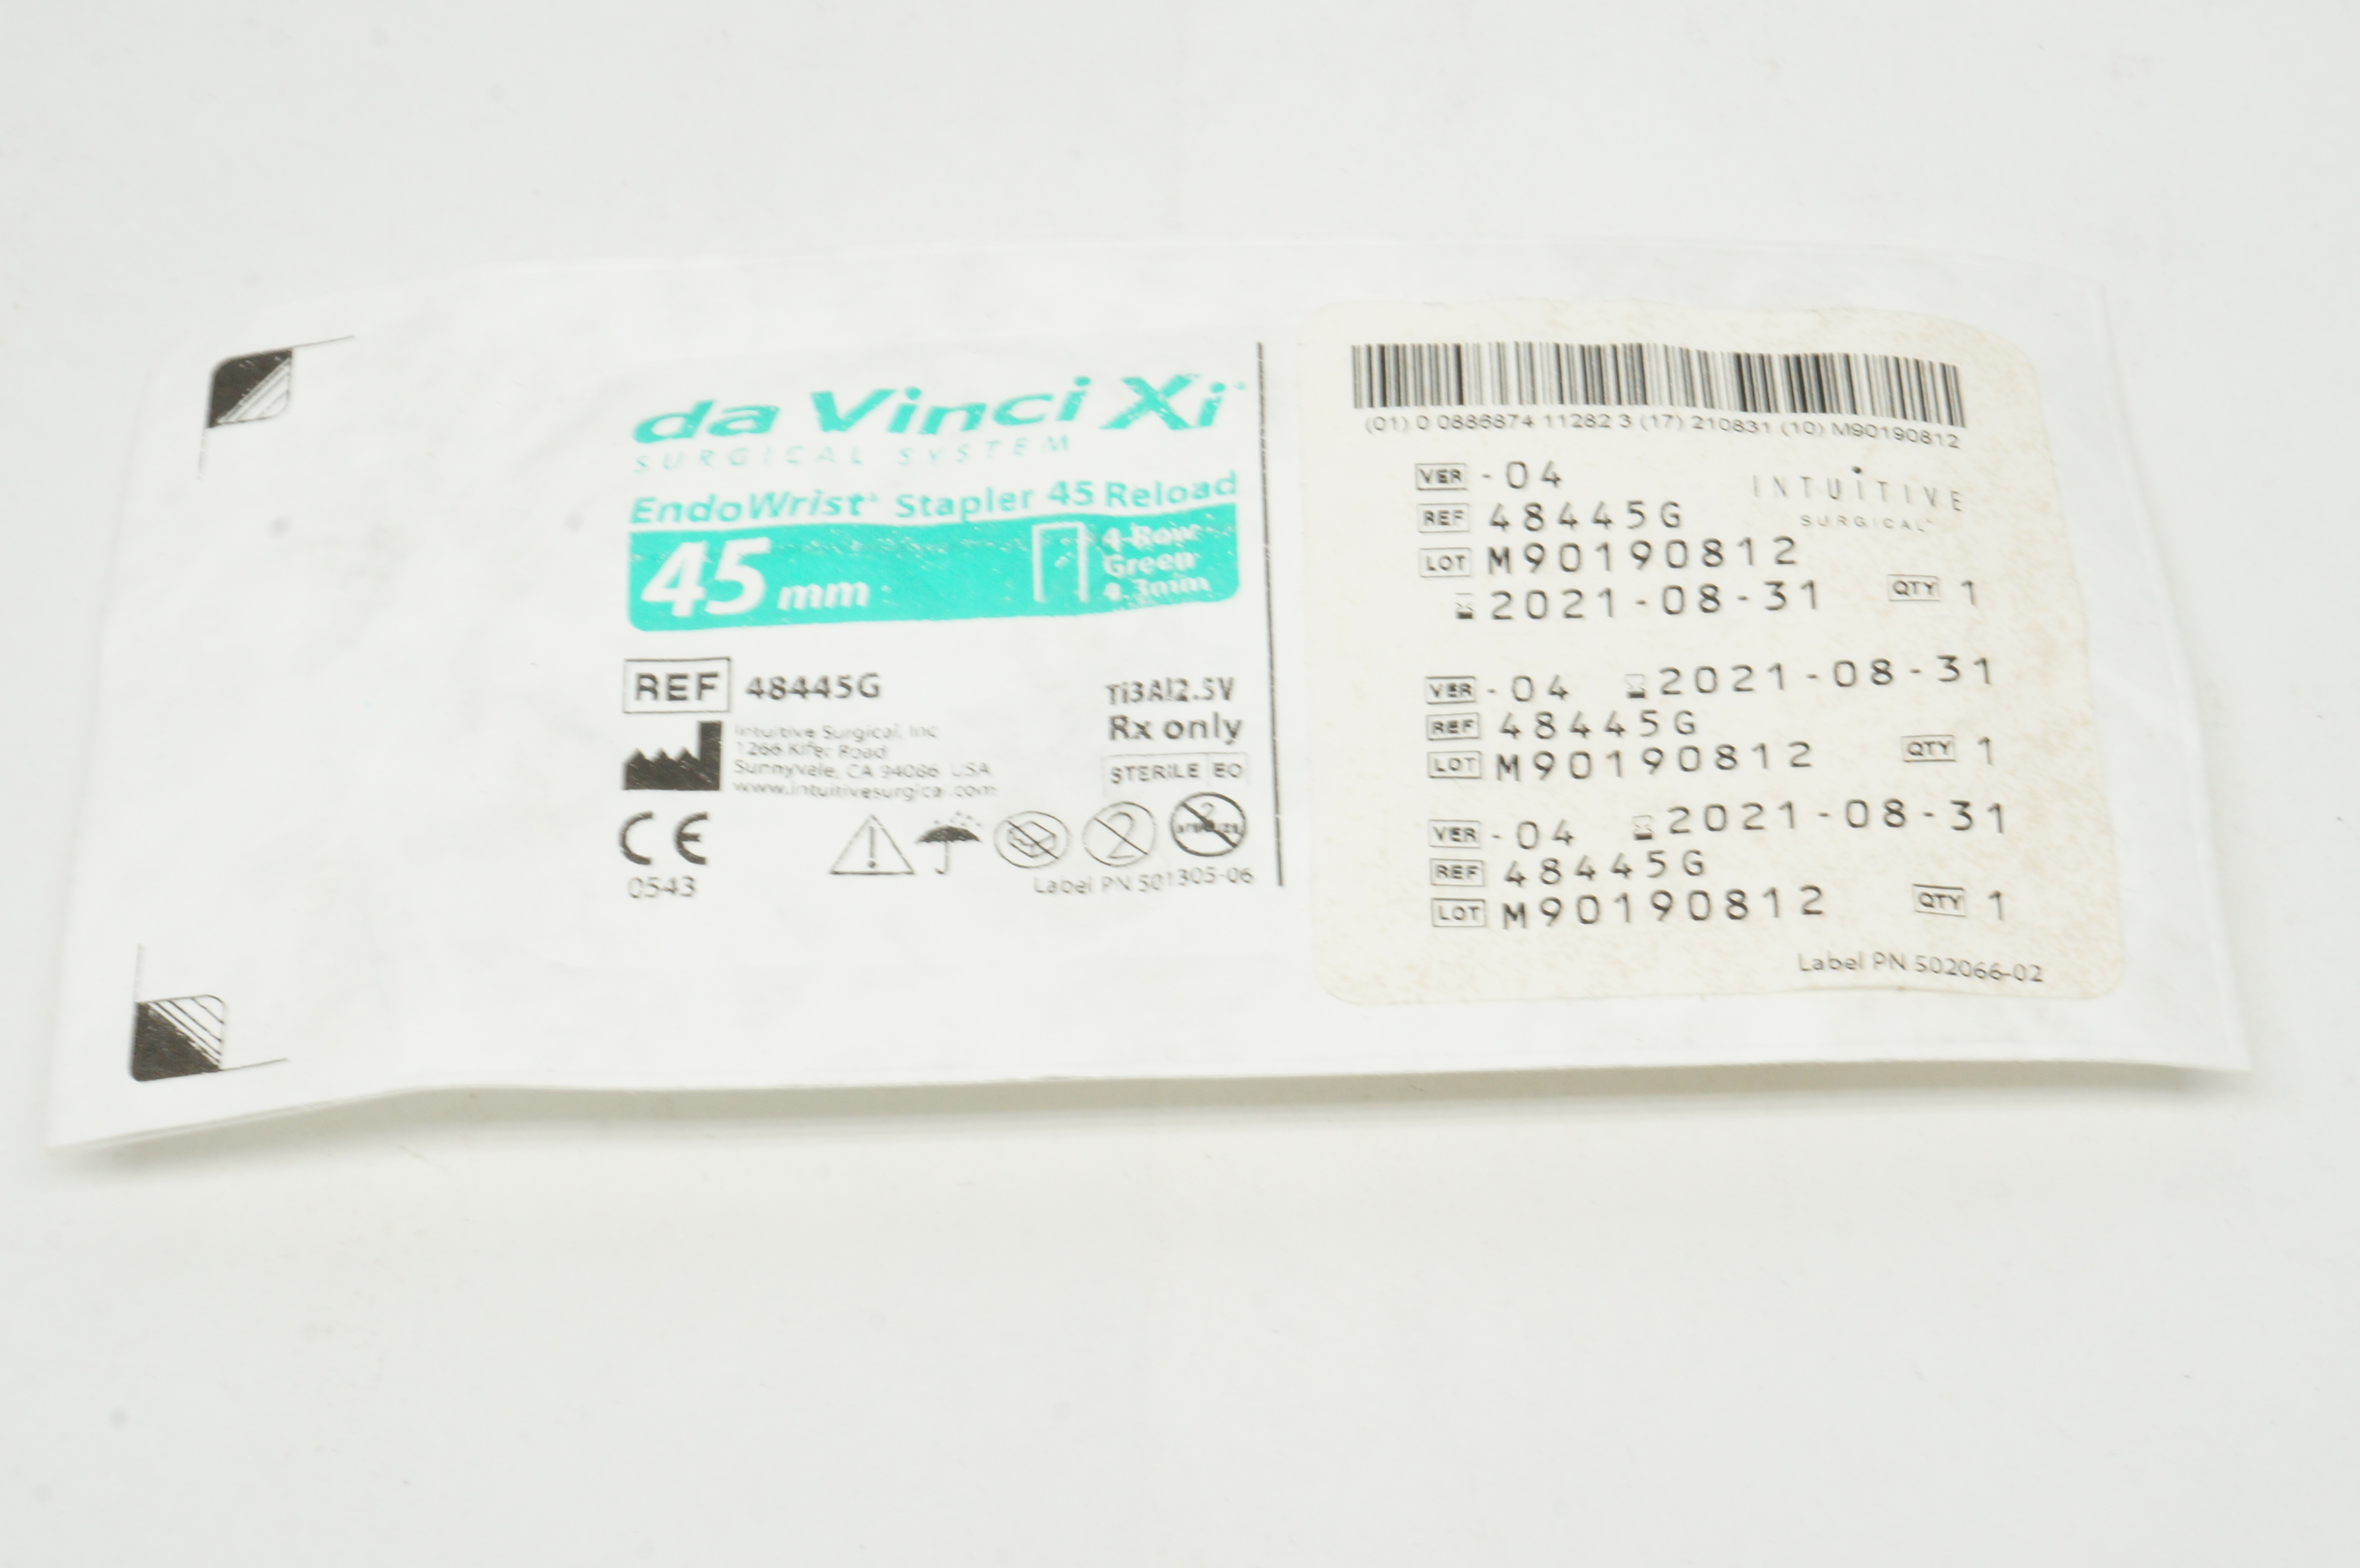 da Vinci Xi
SURGICAL SYSTEM
EndoWrist Stapler 45 Reload
45 mm
4-Row
Green
4.3mm
REF 48445G
Ti3Al2.5V
Rx only
Intuitive Surgical, Inc
1266 Kifer Road
Sunnyvale, CA 94086 USA
www.intuitivesurgical.com
STERILE EO
CE
0543
2
2
Label PN 501305-06
(01) 0 0886874 11282 3 (17) 210831 (10) M90190812
VER - 04
INTUITIVE
SURGICAL
REF 48445G
LOT M90190812
2021-08-31 QTY 1
VER - 04 2021-08-31
REF 48445G
LOT M90190812 QTY 1
VER - 04 2021-08-31
REF 48445G
LOT M90190812 QTY 1
Label PN 502066-02